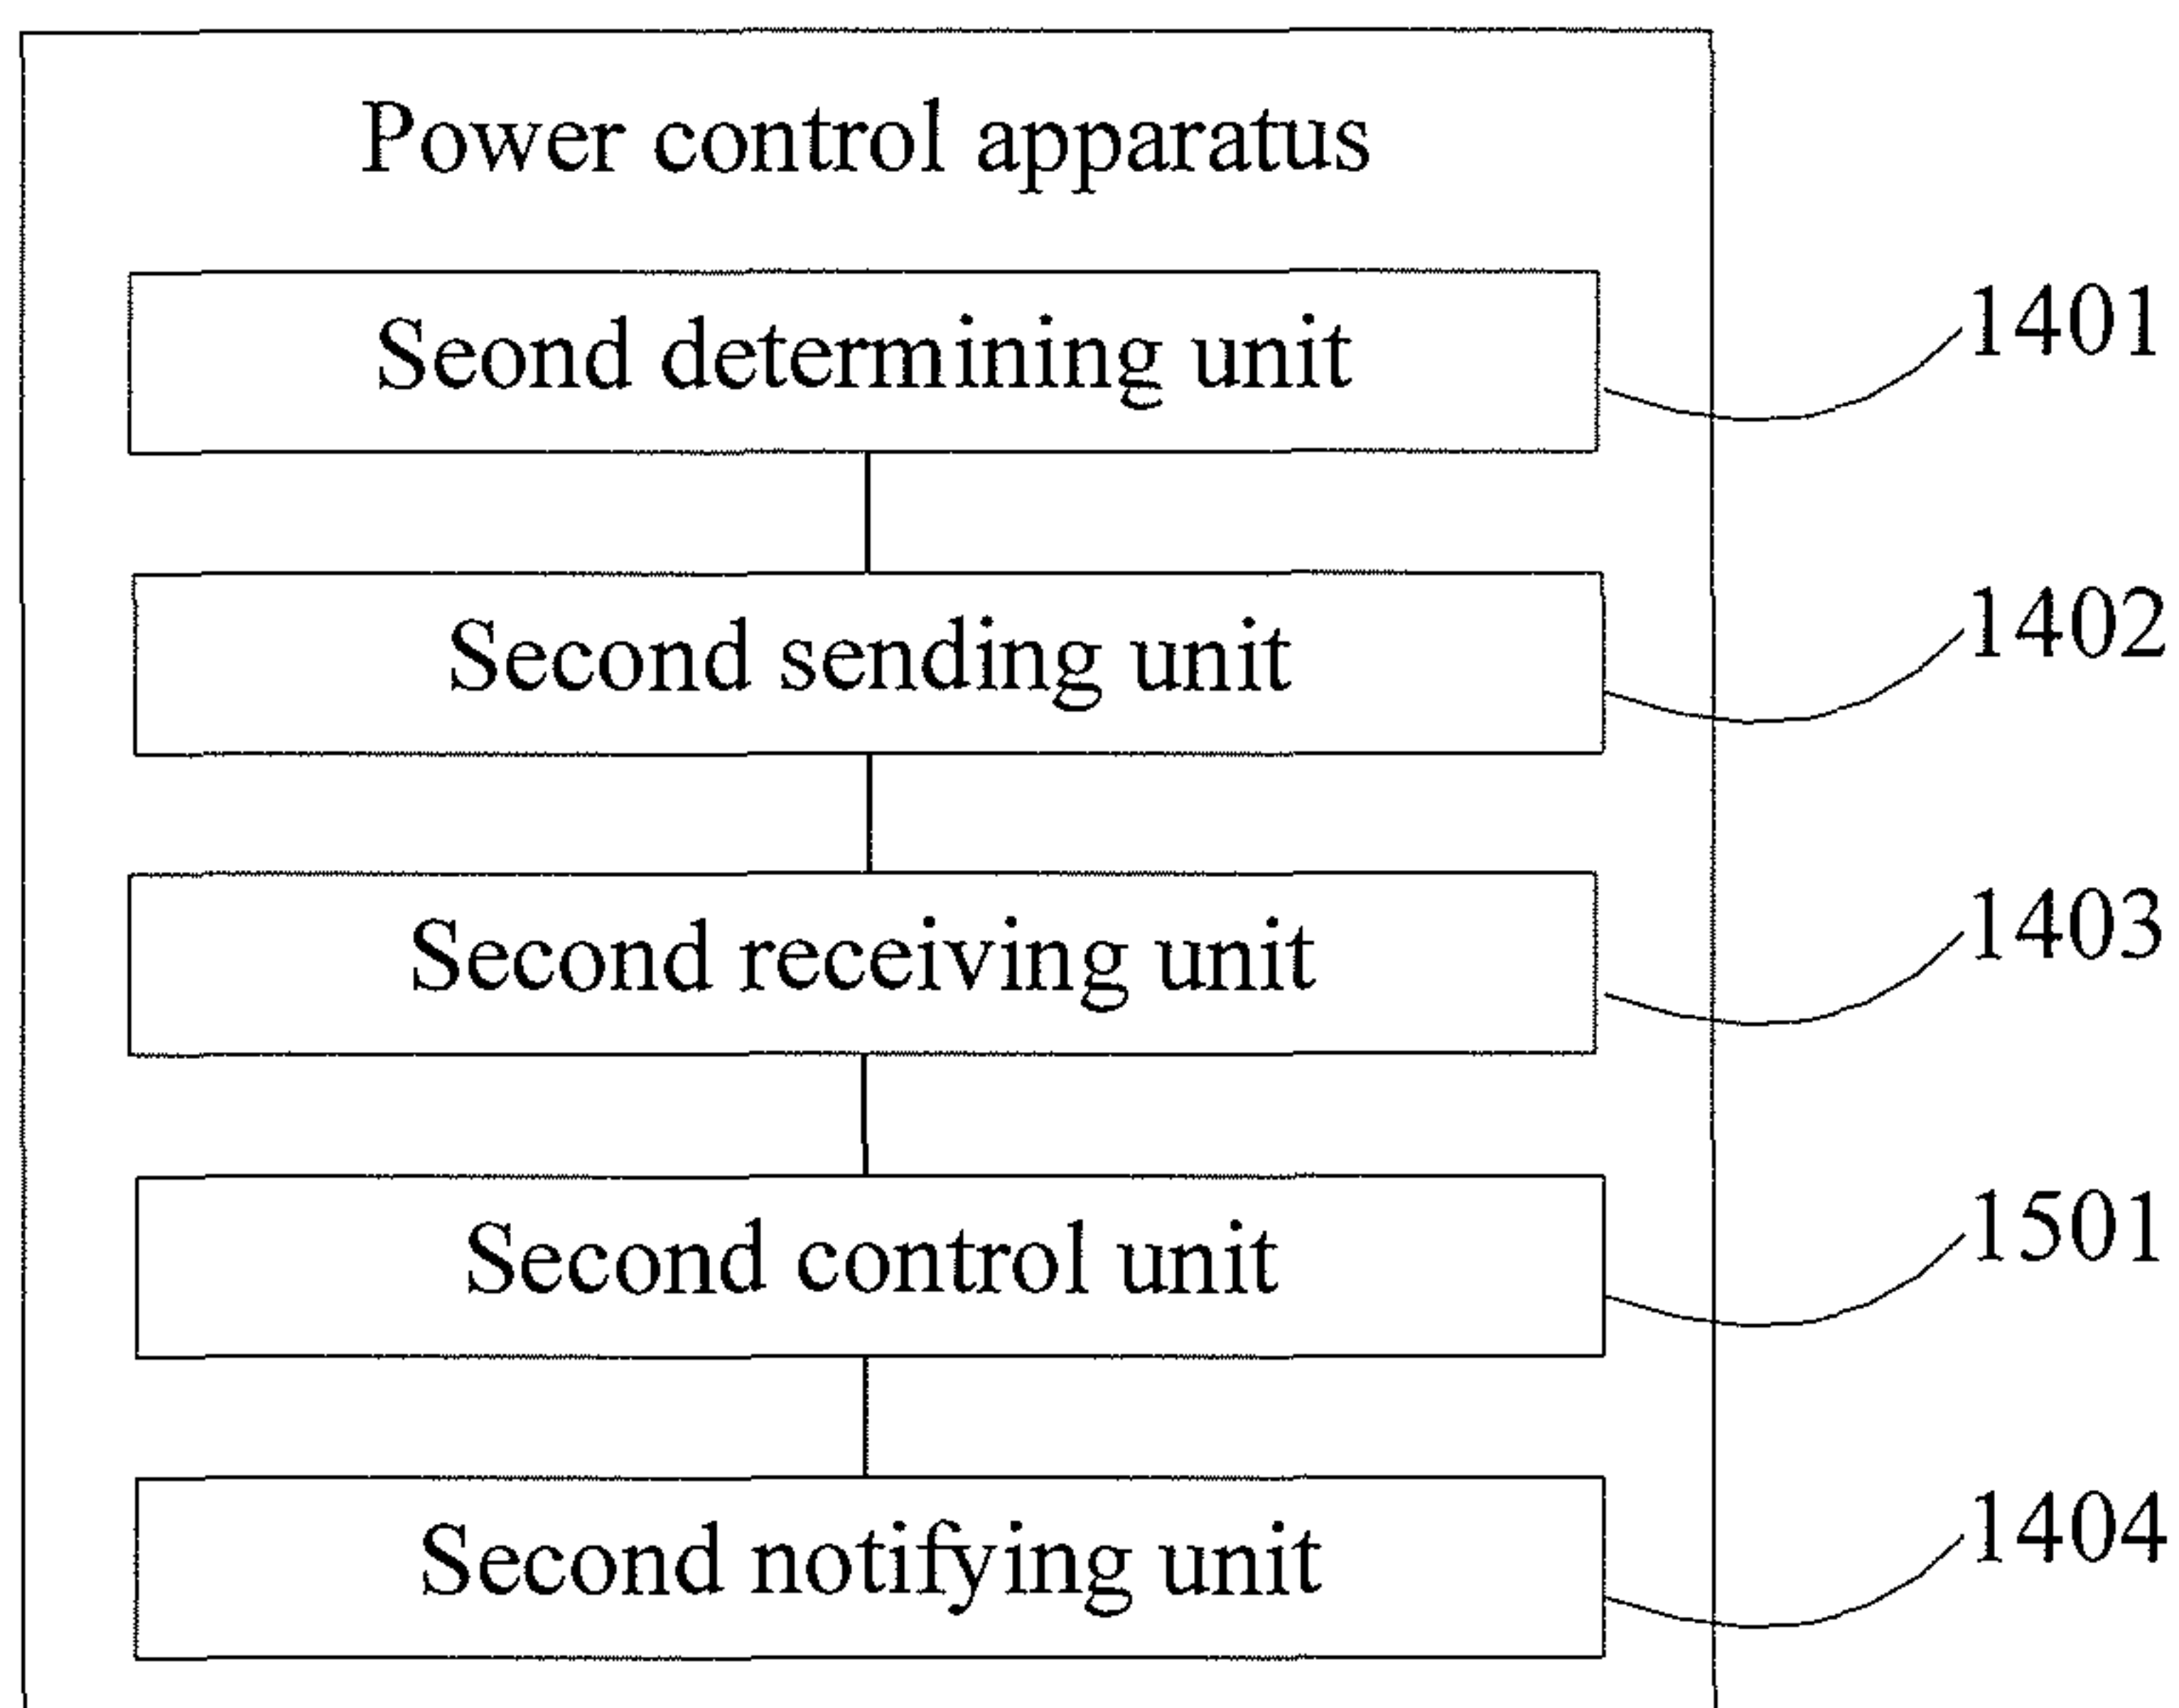 Power control apparatus
Seond determining unit
1401
Second sending unit
1402
Second receiving unit
1403
Second control unit
1501
Second notifying unit
1404